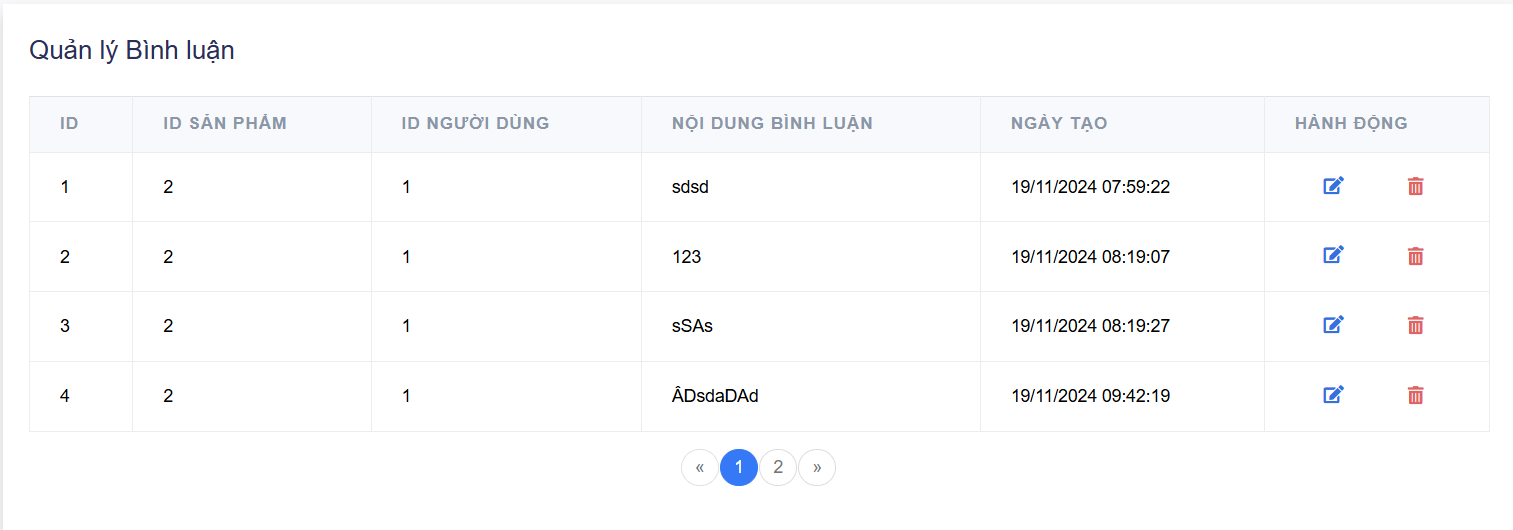 Quản lý Bình luận
ID ID SẢN PHẨM ID NGƯỜI DÙNG NỘI DUNG BÌNH LUẬN NGÀY TẠO HÀNH ĐỘNG
1 2 1 sdsd 19/11/2024 07:59:22
2 2 1 123 19/11/2024 08:19:07
3 2 1 sSAs 19/11/2024 08:19:27
4 2 1 ÂDsdaDAd 19/11/2024 09:42:19
« 1 2 »